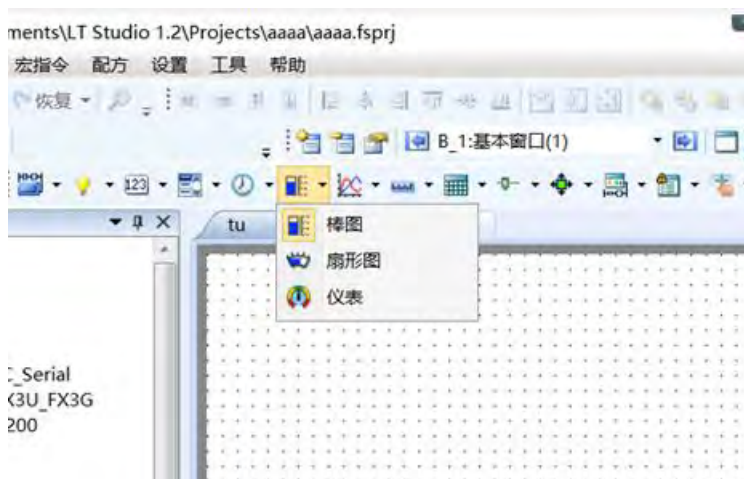 ments\LT Studio 1.2\Projects\aaaa\aaaa.fsprj
宏指令 配方 设置 工具 帮助
恢复
B_1:基本窗口(1)
123
tu
棒图
扇形图
仪表
C_Serial
X3U_FX3G
200